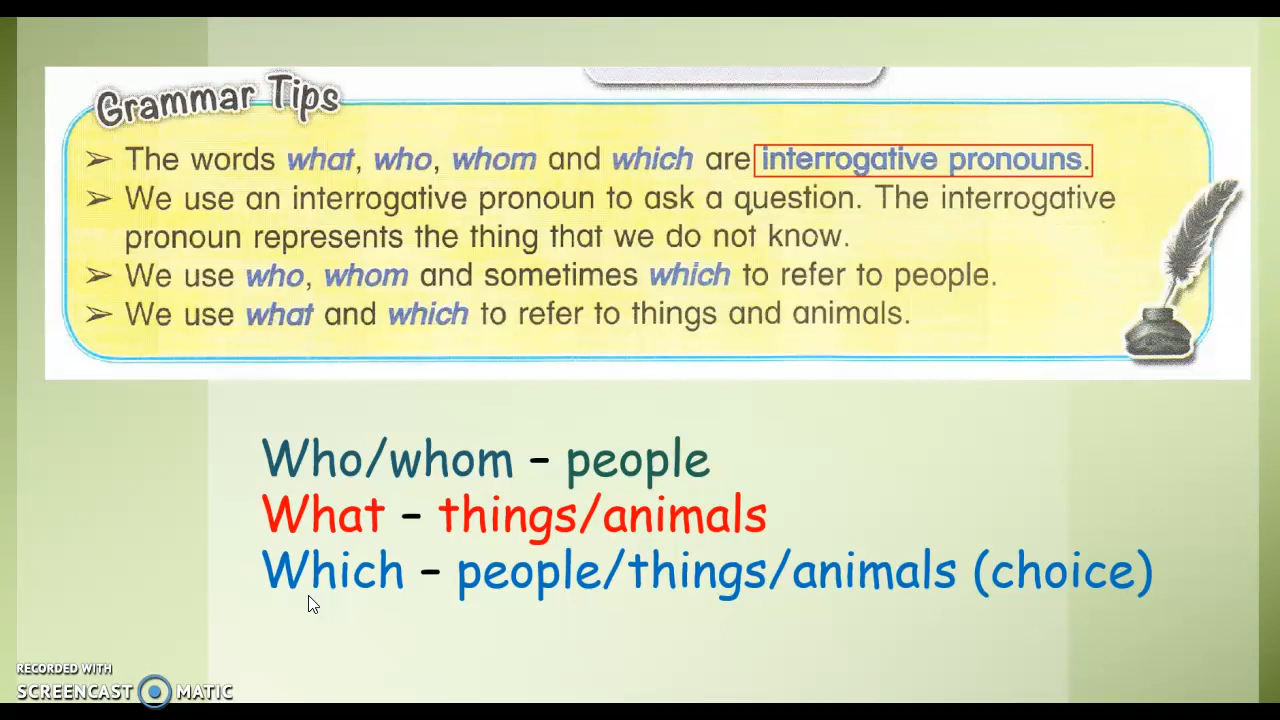 Grammar Tips
➢ The words what, who, whom and which are interrogative pronouns.
➢ We use an interrogative pronoun to ask a question. The interrogative
pronoun represents the thing that we do not know.
➢ We use who, whom and sometimes which to refer to people.
➢ We use what and which to refer to things and animals.
Who/whom – people
What – things/animals
Which – people/things/animals (choice)
RECORDED WITH
SCREENCAST MATIC